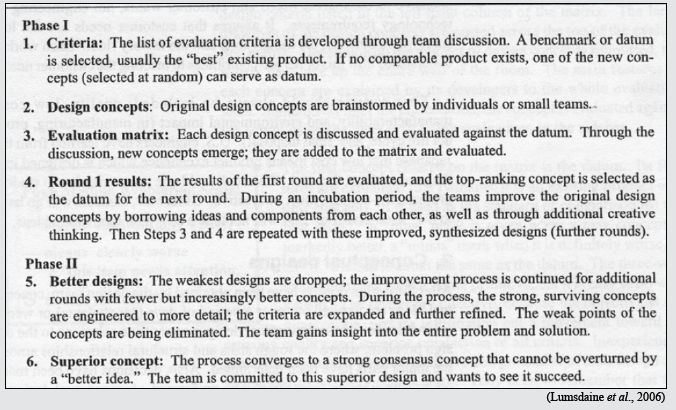 Phase I
1. Criteria: The list of evaluation criteria is developed through team discussion. A benchmark or datum
is selected, usually the “best” existing product. If no comparable product exists, one of the new con-
cepts (selected at random) can serve as datum.
2. Design concepts: Original design concepts are brainstormed by individuals or small teams.
3. Evaluation matrix: Each design concept is discussed and evaluated against the datum. Through the
discussion, new concepts emerge; they are added to the matrix and evaluated.
4. Round 1 results: The results of the first round are evaluated, and the top-ranking concept is selected as
the datum for the next round. During an incubation period, the teams improve the original design
concepts by borrowing ideas and components from each other, as well as through additional creative
thinking. Then Steps 3 and 4 are repeated with these improved, synthesized designs (further rounds).
Phase II
5. Better designs: The weakest designs are dropped; the improvement process is continued for additional
rounds with fewer but increasingly better concepts. During the process, the strong, surviving concepts
are engineered to more detail; the criteria are expanded and further refined. The weak points of the
concepts are being eliminated. The team gains insight into the entire problem and solution.
6. Superior concept: The process converges to a strong consensus concept that cannot be overturned by
a “better idea.” The team is committed to this superior design and wants to see it succeed.
(Lumsdaine et al., 2006)